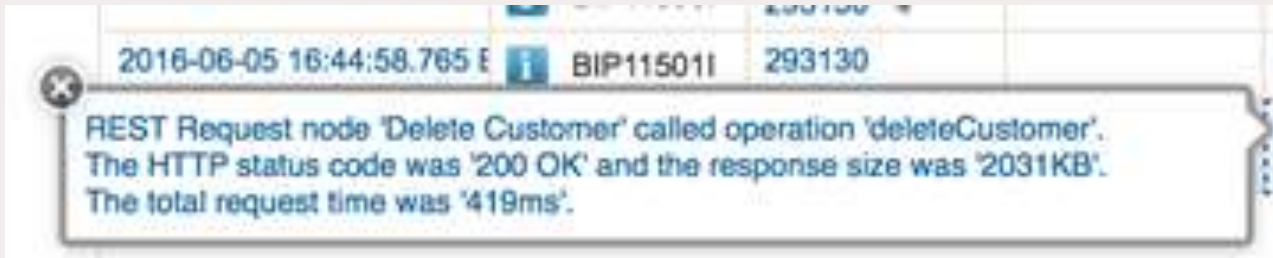 2016-06-05 16:44:58.765 BIP11501I 293130
REST Request node 'Delete Customer' called operation 'deleteCustomer'.
The HTTP status code was '200 OK' and the response size was '2031KB'.
The total request time was '419ms'.